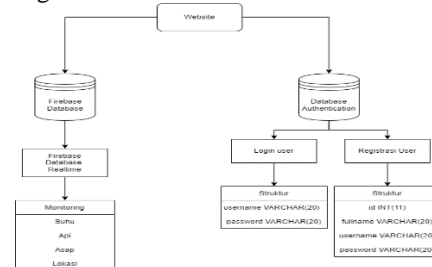 Website
Firebase
Database
Database
Authentication
Firebase
Database
Realtime
Login user
Registrasi User
Monitoring
Suhu
Api
Asap
Lokasi
Struktur
username VARCHAR(20)
password VARCHAR(20)
Struktur
id INT(11)
fullname VARCHAR(20)
username VARCHAR(20)
password VARCHAR(20)